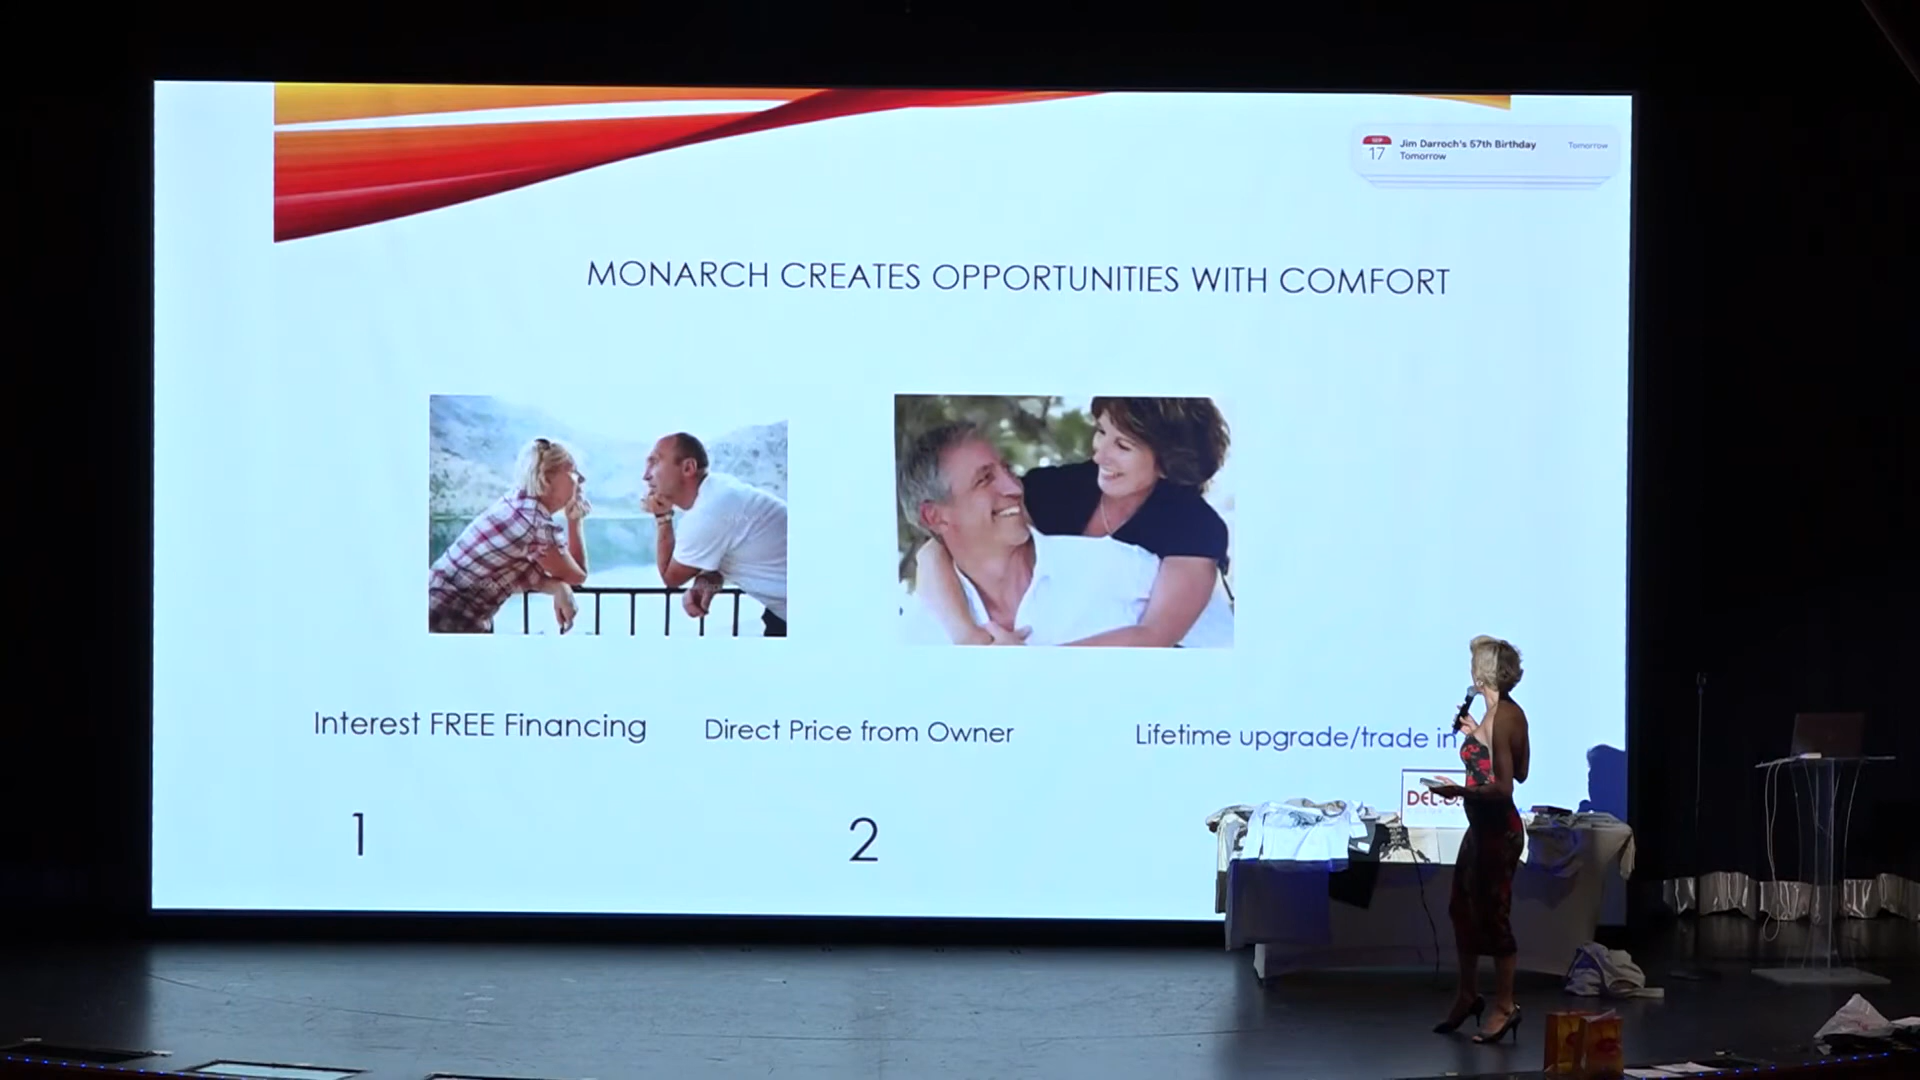 SEP
17
Jim Darroch's 57th Birthday
Tomorrow
Tomorrow
MONARCH CREATES OPPORTUNITIES WITH COMFORT
Interest FREE Financing
Direct Price from Owner
Lifetime upgrade/trade in
1
2